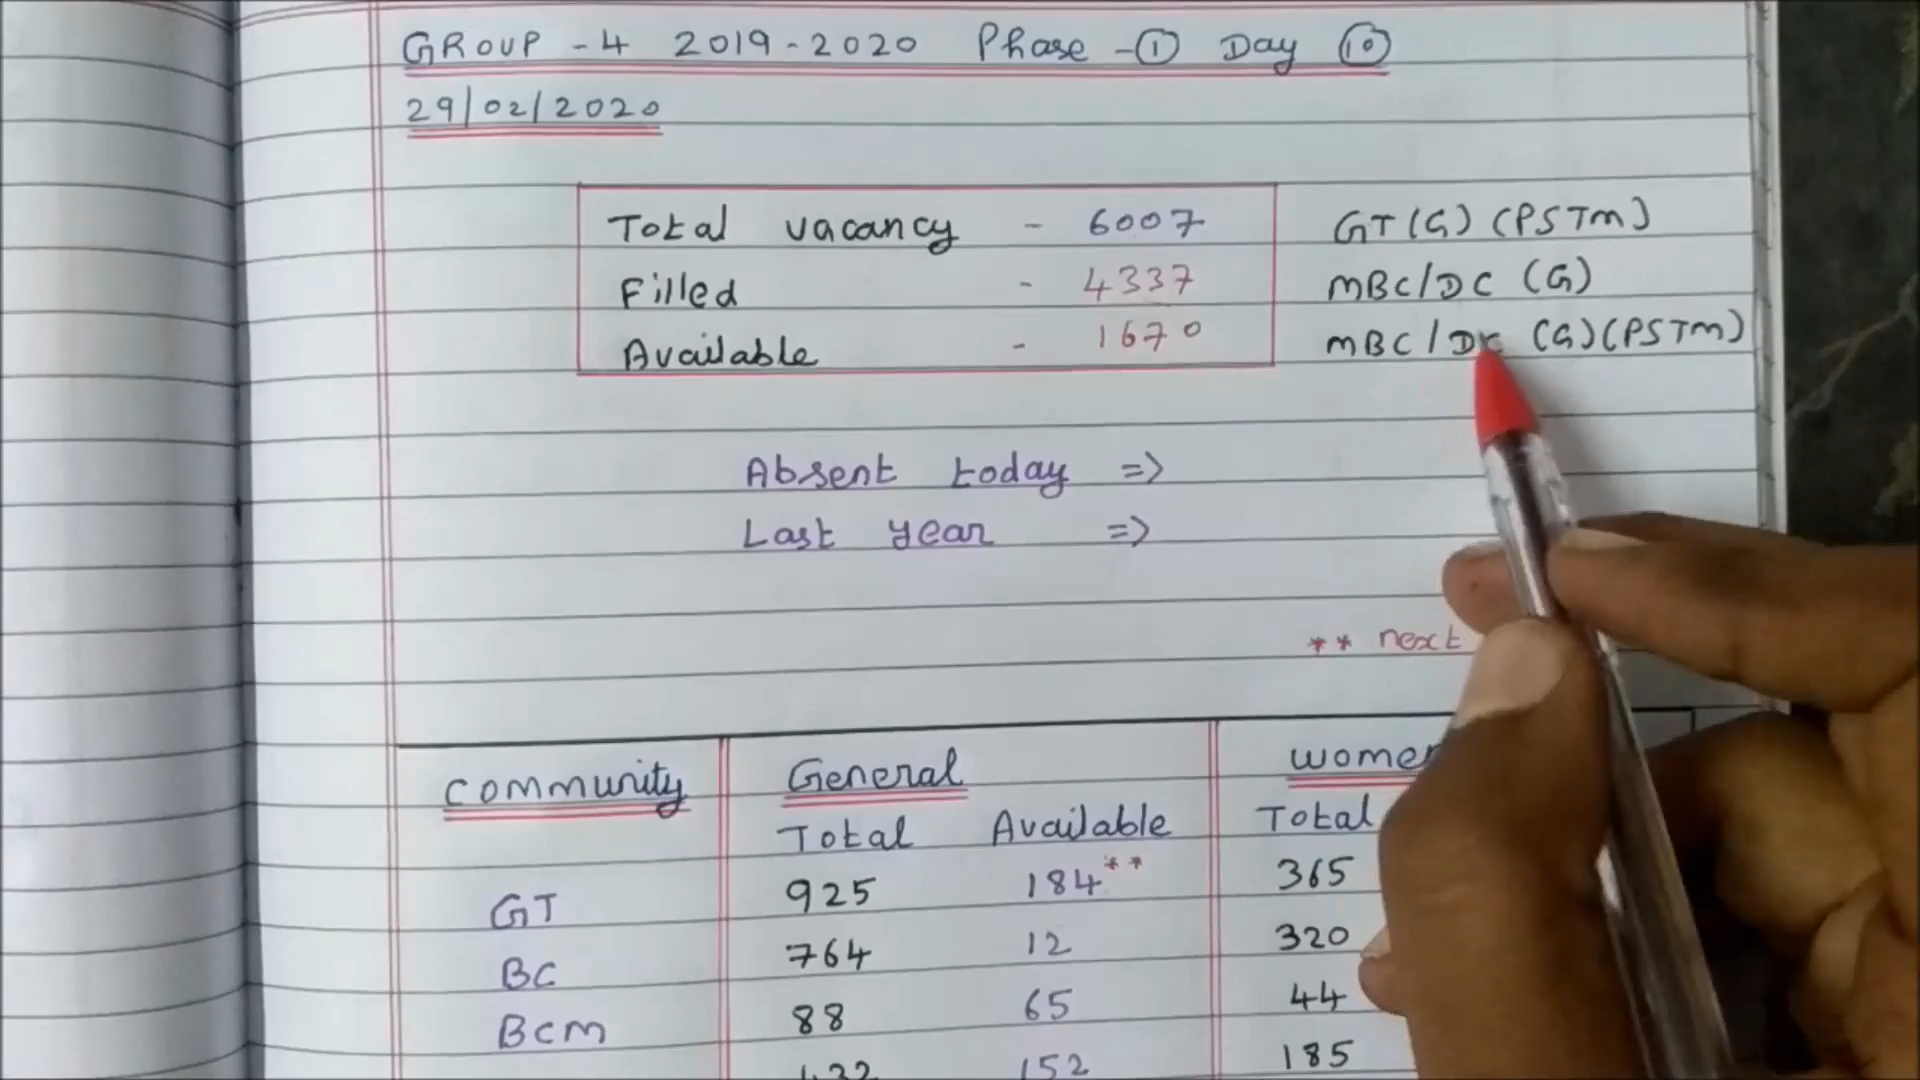 GROUP - 4 2019-2020 Phase - ① Day ⑩
29/02/2020
Total vacancy - 6007
Filled - 4337
Available - 1670
GT (G) (PSTM)
MBC/DC (G)
MBC/DC (G) (PSTM)
Absent today =>
Last year =>
** next
Community General Women
Total Available Total
GT 925 184** 365
BC 764 12 320
BCM 88 65 44
152 185